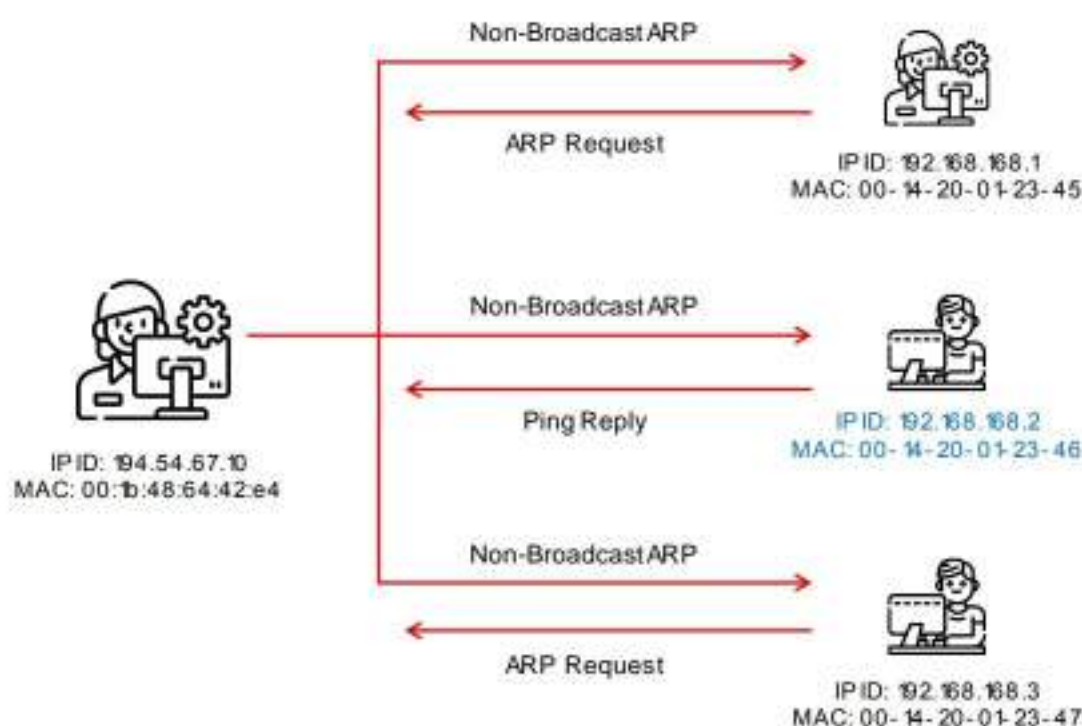 Non-Broadcast ARP
ARP Request
IP ID: 192.168.168.1
MAC: 00-14-20-01-23-45
Non-Broadcast ARP
Ping Reply
IP ID: 192.168.168.2
MAC: 00-14-20-01-23-46
IP ID: 194.54.67.10
MAC: 00:1b:48:64:42:e4
Non-Broadcast ARP
ARP Request
IP ID: 192.168.168.3
MAC: 00-14-20-01-23-47